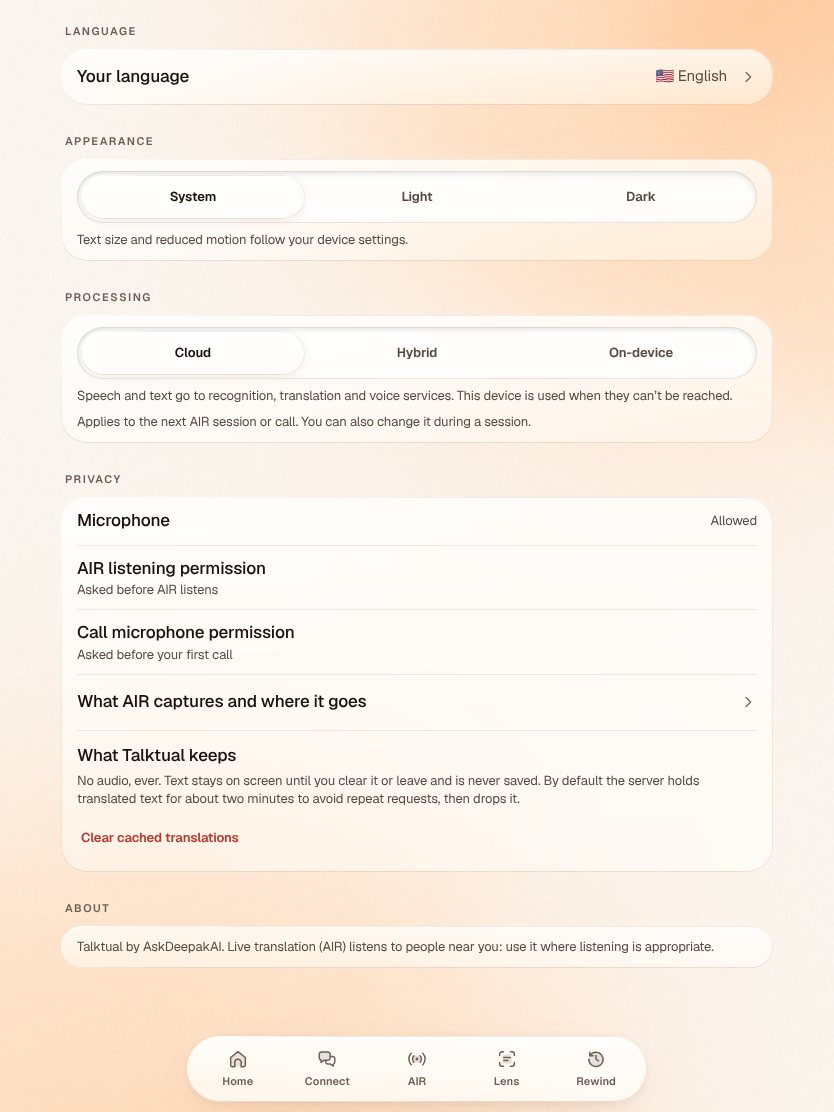 LANGUAGE
Your language
🇺🇸 English
APPEARANCE
System
Light
Dark
Text size and reduced motion follow your device settings.
PROCESSING
Cloud
Hybrid
On-device
Speech and text go to recognition, translation and voice services. This device is used when they can’t be reached.
Applies to the next AIR session or call. You can also change it during a session.
PRIVACY
Microphone
Allowed
AIR listening permission
Asked before AIR listens
Call microphone permission
Asked before your first call
What AIR captures and where it goes
What Talktual keeps
No audio, ever. Text stays on screen until you clear it or leave and is never saved. By default the server holds
translated text for about two minutes to avoid repeat requests, then drops it.
Clear cached translations
ABOUT
Talktual by AskDeepakAI. Live translation (AIR) listens to people near you: use it where listening is appropriate.
Home
Connect
AIR
Lens
Rewind